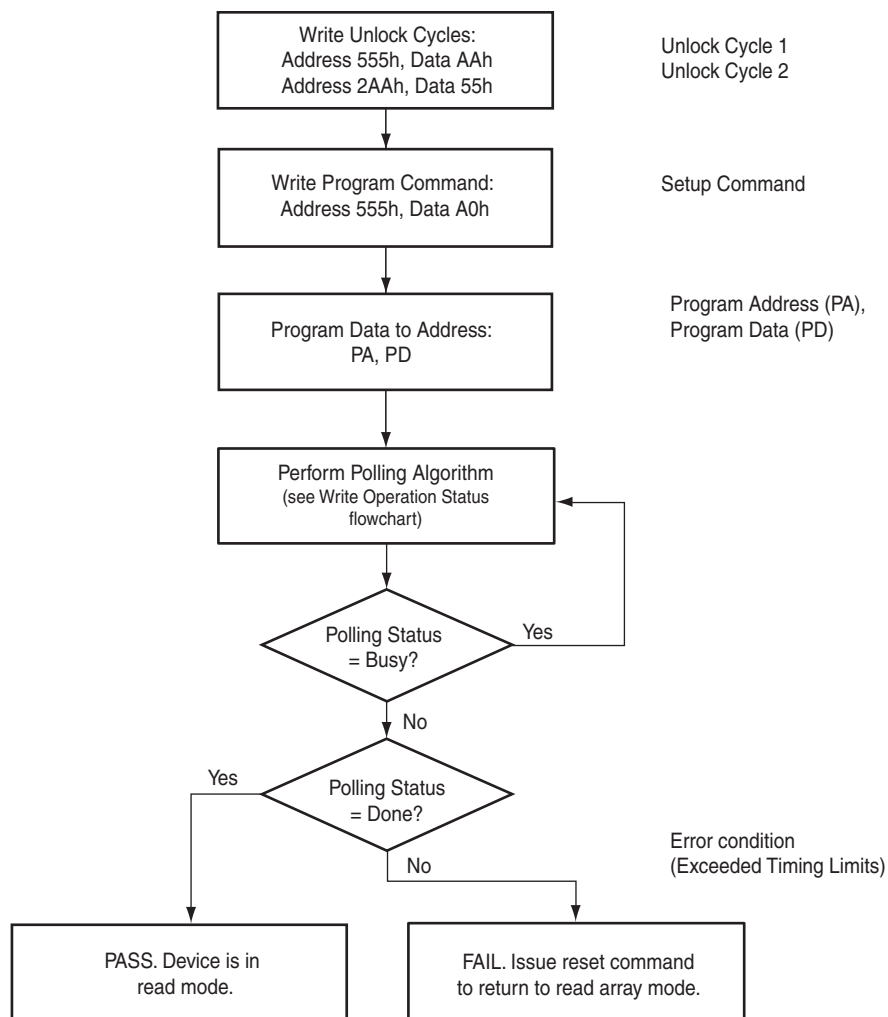 Write Unlock Cycles:
Address 555h, Data AAh
Address 2AAh, Data 55h
Unlock Cycle 1
Unlock Cycle 2
Write Program Command:
Address 555h, Data A0h
Setup Command
Program Data to Address:
PA, PD
Program Address (PA),
Program Data (PD)
Perform Polling Algorithm
(see Write Operation Status
flowchart)
Polling Status
= Busy?
Yes
No
Polling Status
= Done?
Yes
No
Error condition
(Exceeded Timing Limits)
PASS. Device is in
read mode.
FAIL. Issue reset command
to return to read array mode.